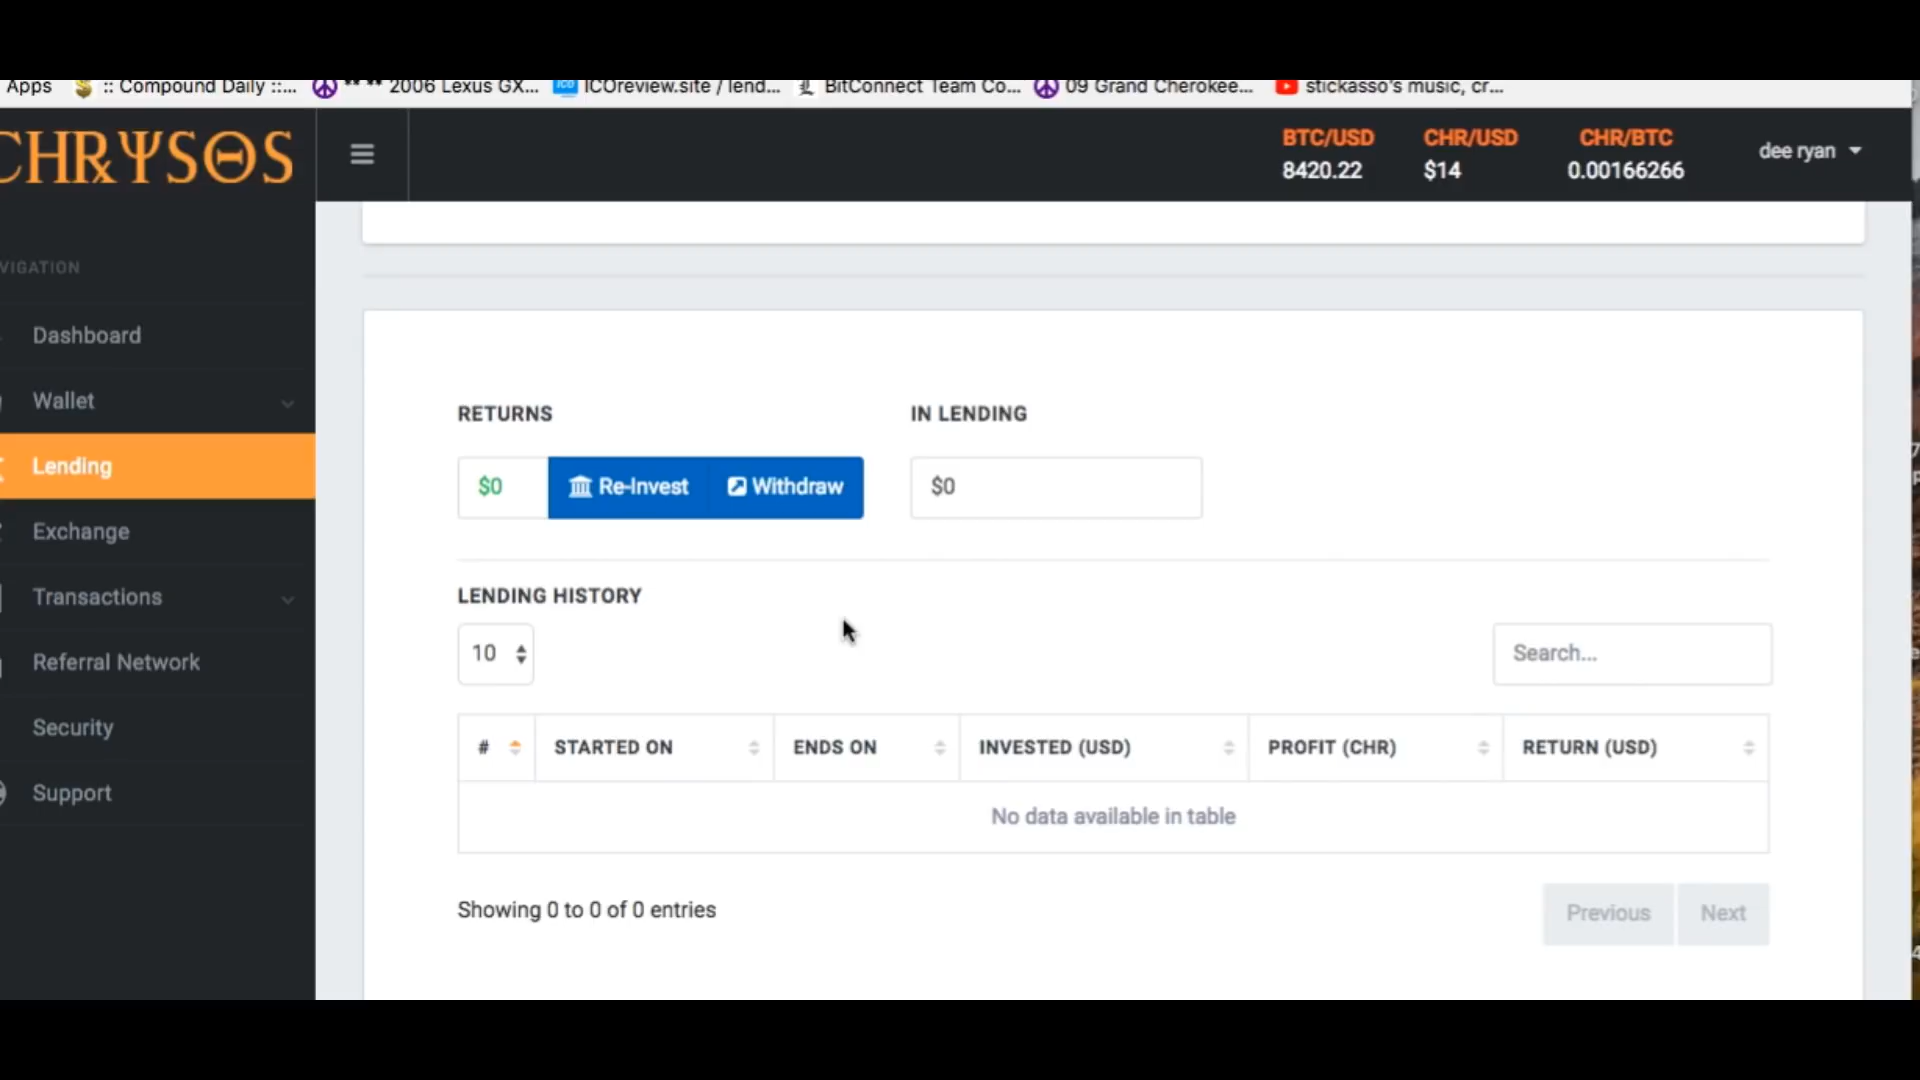 Apps :: Compound Daily ::... 2006 Lexus GX... ICOreview.site / lend... BitConnect Team Co... 09 Grand Cherokee... stickasso's music, cr...
CHRYSOS
BTC/USD CHR/USD CHR/BTC
8420.22 $14 0.00166266
dee ryan
VIGATION
Dashboard
Wallet
Lending
Exchange
Transactions
Referral Network
Security
Support
RETURNS IN LENDING
$0 Re-Invest Withdraw $0
LENDING HISTORY
10 Search...
# STARTED ON ENDS ON INVESTED (USD) PROFIT (CHR) RETURN (USD)
No data available in table
Showing 0 to 0 of 0 entries
Previous Next